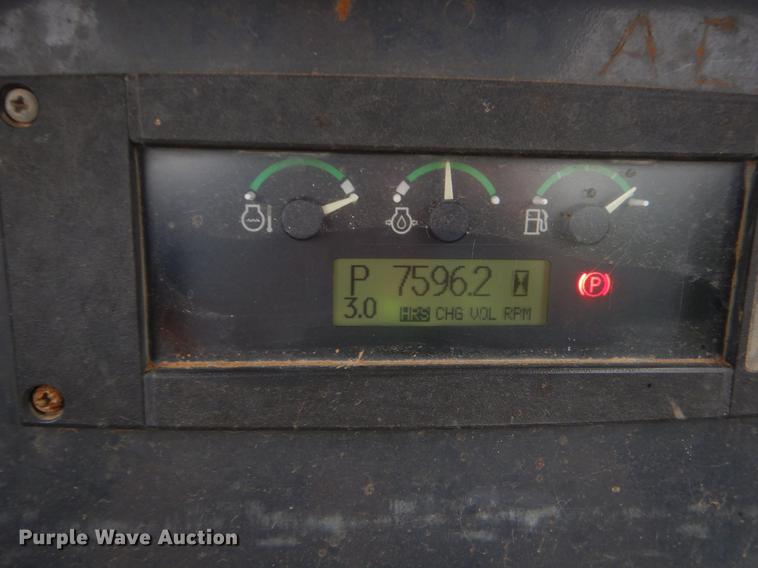 A C
P 7596.2
3.0 HRS CHG VOL RPM
P
Purple Wave Auction